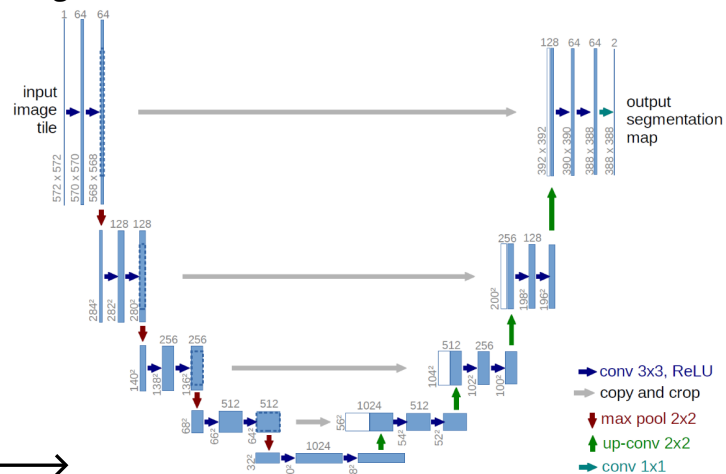 1 64 64
128 64 64 2
input
image
tile
output
segmentation
map
572 x 572
570 x 570
568 x 568
392 x 392
390 x 390
388 x 388
388 x 388
128 128
256 128
284²
282²
280²
200²
198²
196²
256 256
512 256
140²
138²
136²
104²
102²
100²
512 512
1024 512
68²
66²
64²
56²
54²
52²
1024
32²
conv 3x3, ReLU
copy and crop
max pool 2x2
up-conv 2x2
conv 1x1